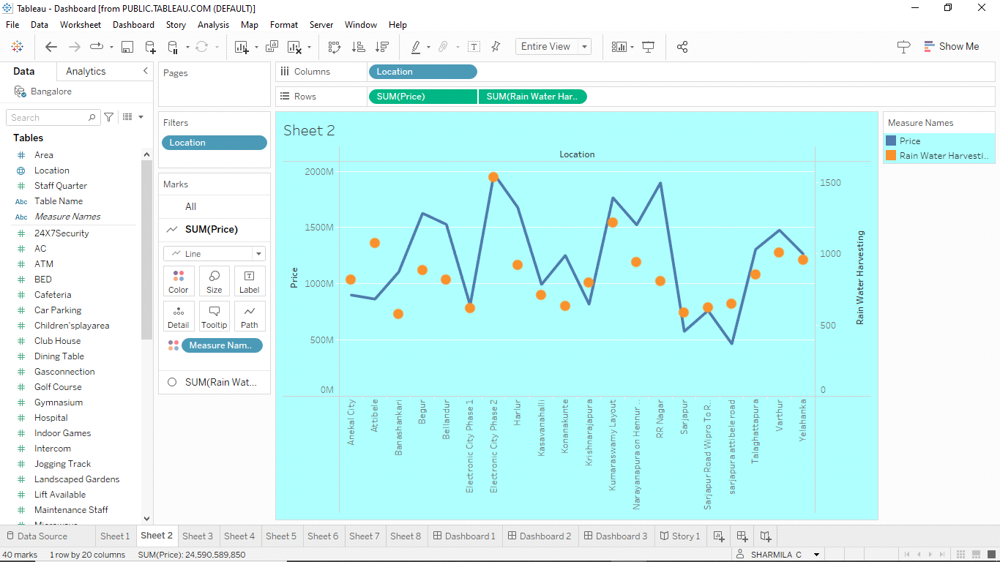 Tableau - Dashboard [from PUBLIC.TABLEAU.COM (DEFAULT)]
File Data Worksheet Dashboard Story Analysis Map Format Server Window Help
Entire View
Show Me
Data Analytics
Bangalore
Search
Tables
Area
Location
Staff Quarter
Abc Table Name
Abc Measure Names
24X7Security
AC
ATM
BED
Cafeteria
Car Parking
Children'splayarea
Club House
Dining Table
Gasconnection
Golf Course
Gymnasium
Hospital
Indoor Games
Intercom
Jogging Track
Landscaped Gardens
Lift Available
Maintenance Staff
Pages
Filters
Location
Marks
All
SUM(Price)
Line
Color Size Label
Detail Tooltip Path
Measure Nam..
SUM(Rain Wat...
Columns Location
Rows SUM(Price) SUM(Rain Water Har..
Sheet 2
Location
2000M
1500M
1000M
500M
0M
Price
1500
1000
500
0
Rain Water Harvesting
Anekal City
Attibele
Banashankari
Begur
Bellandur
Electronic City Phase 1
Electronic City Phase 2
Harlur
Kasavanahalli
Konanakunte
Krishnarajapura
Kumaraswamy Layout
Narayanapura on Hennur ..
RR Nagar
Sarjapur
Sarjapur Road Wipro To R..
sarjapura attibele road
Talaghattapura
Varthur
Yelahanka
Measure Names
Price
Rain Water Harvesti..
Data Source Sheet 1 Sheet 2 Sheet 3 Sheet 4 Sheet 5 Sheet 6 Sheet 7 Sheet 8 Dashboard 1 Dashboard 2 Dashboard 3 Story 1
40 marks 1 row by 20 columns SUM(Price): 24,590,589,850 SHARMILA C